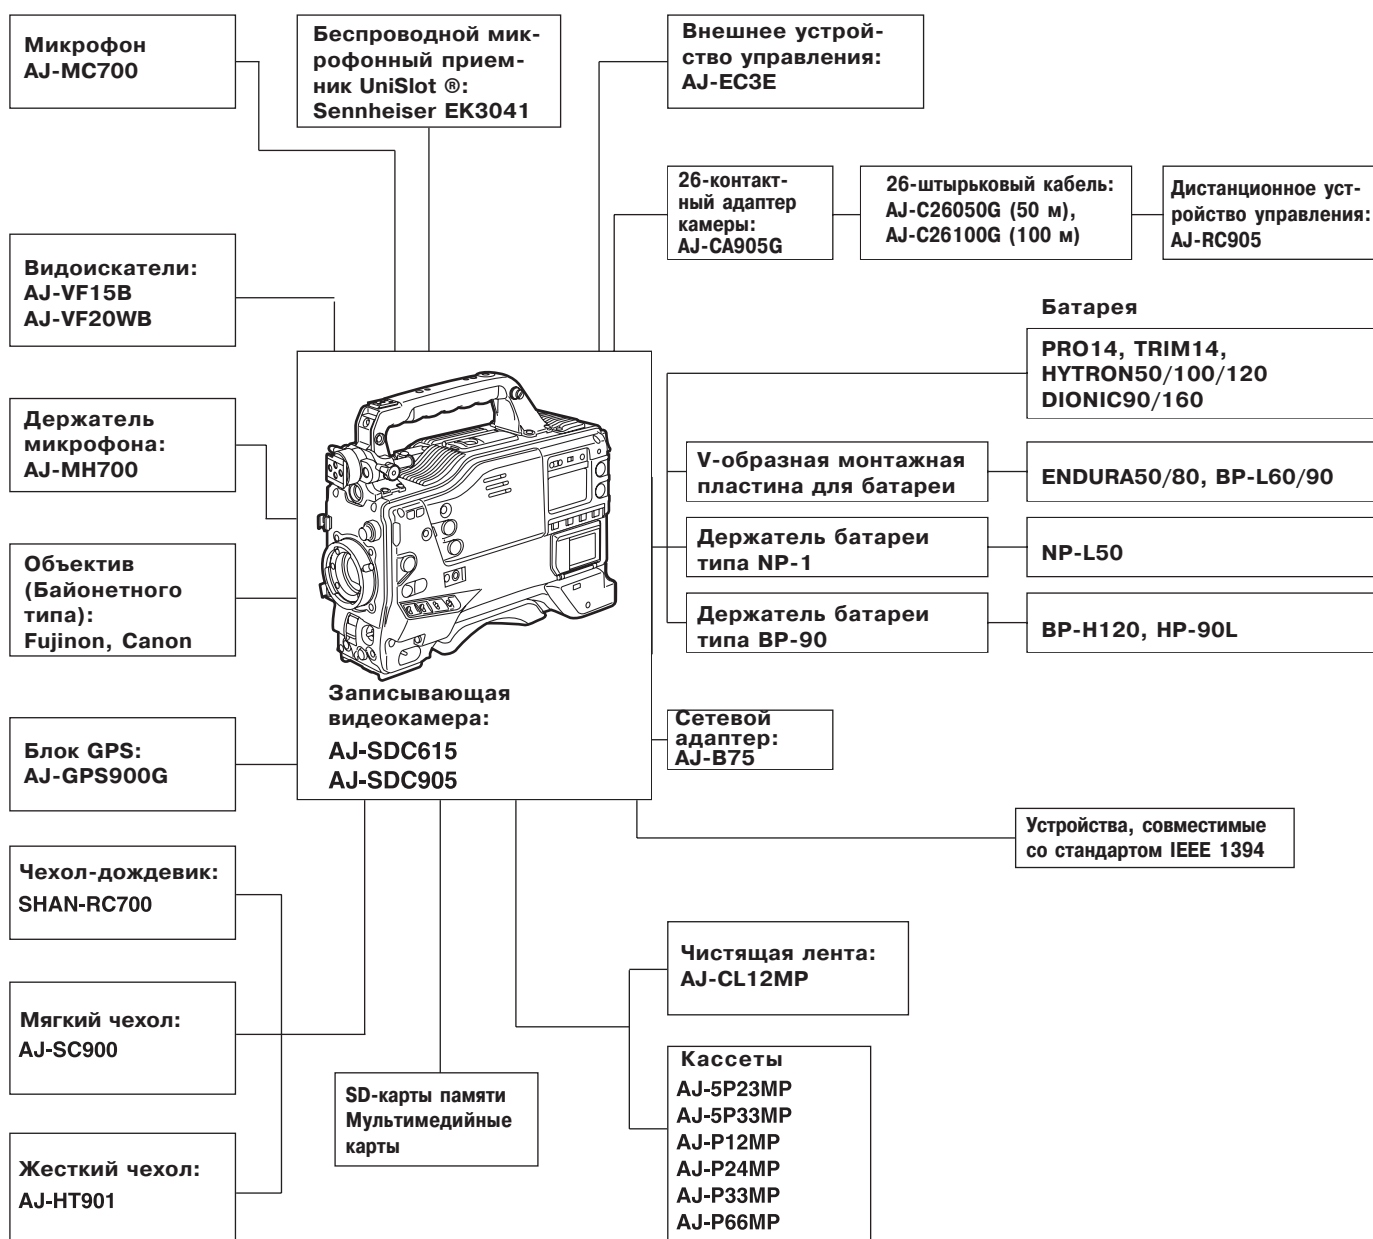 Микрофон
AJ-MC700
Беспроводной мик-
рофонный прием-
ник UniSlot ®:
Sennheiser EK3041
Внешнее устрой-
ство управления:
AJ-EC3E
26-контакт-
ный адаптер
камеры:
AJ-CA905G
26-штырьковый кабель:
AJ-C26050G (50 м),
AJ-C26100G (100 м)
Дистанционное уст-
ройство управления:
AJ-RC905
Видоискатели:
AJ-VF15B
AJ-VF20WB
Батарея
PRO14, TRIM14,
HYTRON50/100/120
DIONIC90/160
Держатель
микрофона:
AJ-MH700
V-образная монтажная
пластина для батареи
ENDURA50/80, BP-L60/90
Держатель батареи
типа NP-1
NP-L50
Объектив
(Байонетного
типа):
Fujinon, Canon
Держатель батареи
типа BP-90
BP-H120, HP-90L
Записывающая
видеокамера:
AJ-SDC615
AJ-SDC905
Сетевой
адаптер:
AJ-B75
Блок GPS:
AJ-GPS900G
Устройства, совместимые
со стандартом IEEE 1394
Чехол-дождевик:
SHAN-RC700
Чистящая лента:
AJ-CL12MP
Мягкий чехол:
AJ-SC900
SD-карты памяти
Мультимедийные
карты
Кассеты
AJ-5P23MP
AJ-5P33MP
AJ-P12MP
AJ-P24MP
AJ-P33MP
AJ-P66MP
Жесткий чехол:
AJ-HT901